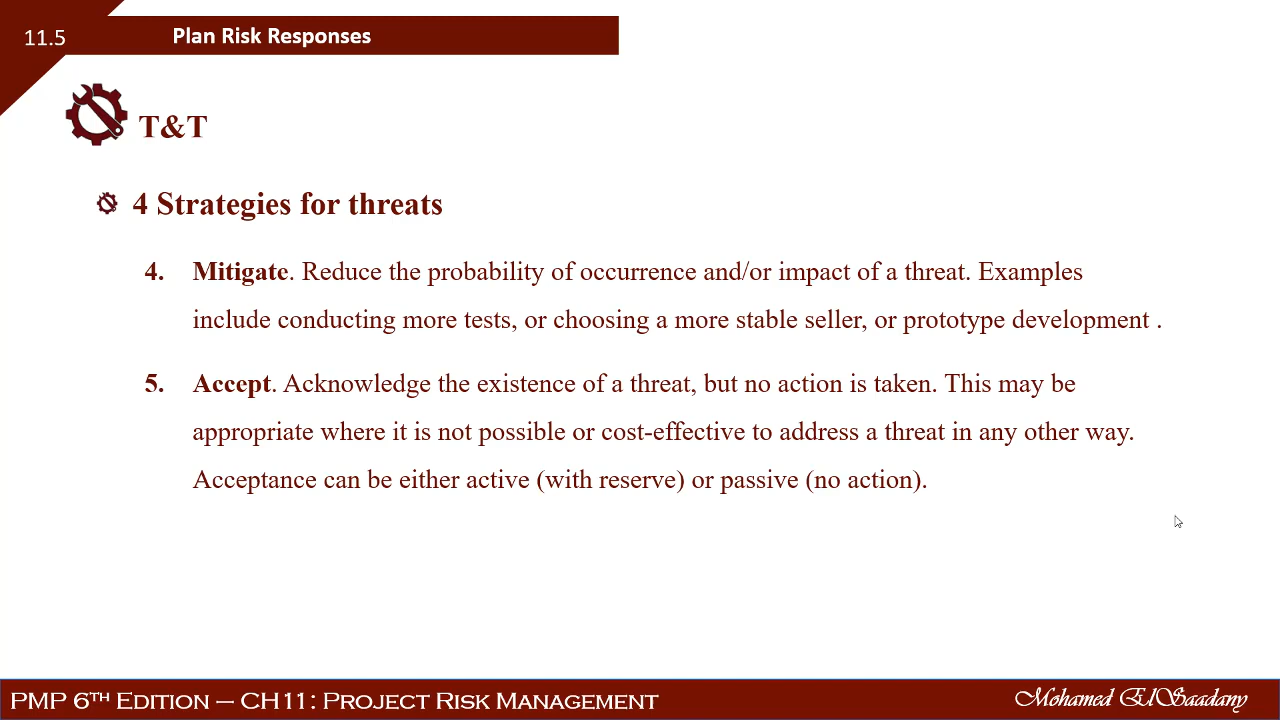 11.5
Plan Risk Responses
T&T
4 Strategies for threats
4. Mitigate. Reduce the probability of occurrence and/or impact of a threat. Examples
include conducting more tests, or choosing a more stable seller, or prototype development .
5. Accept. Acknowledge the existence of a threat, but no action is taken. This may be
appropriate where it is not possible or cost-effective to address a threat in any other way.
Acceptance can be either active (with reserve) or passive (no action).
PMP 6TH EDITION – CH11: PROJECT RISK MANAGEMENT
Mohamed ElSaadany